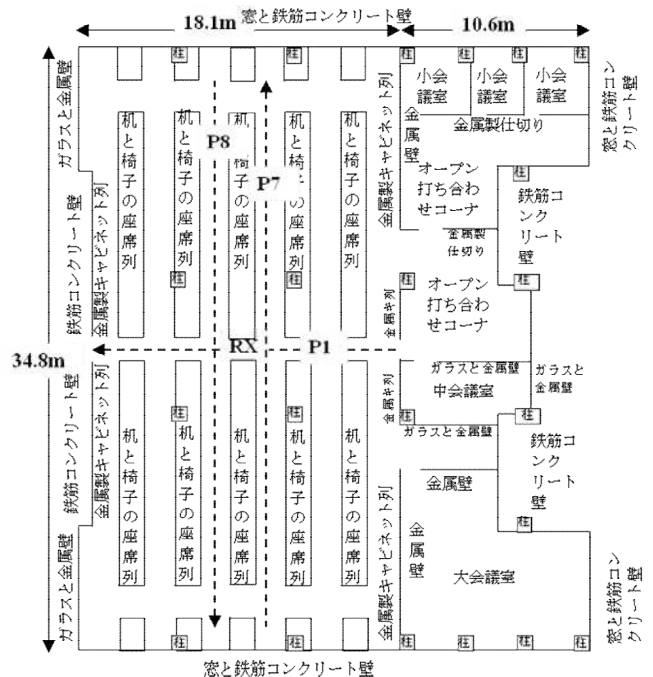 窓と鉄筋コンクリート壁
18.1m
10.6m
柱
柱
柱
柱
柱
柱
小会議室
小会議室
小会議室
ガラスと金属壁
金属製キャビネット列
金属壁
金属製仕切り
窓と鉄筋コンクリート壁
机と椅子の座席列
机と椅子の座席列
机と椅子の座席列
机と椅子の座席列
机と椅子の座席列
P8
P7
オープン
打ち合わ
せコーナ
柱
鉄筋コンクリート壁
金属製
仕切り
鉄筋コンクリート壁
金属製キャビネット列
柱
柱
柱
柱
オープン
打ち合わ
せコーナ
金属キ列
34.8m
RX
P1
ガラスと金属壁
中会議室
ガラスと
金属壁
金属キ列
柱
柱
柱
柱
ガラスと金属壁
鉄筋コンクリート壁
金属製キャビネット列
机と椅子の座席列
机と椅子の座席列
机と椅子の座席列
机と椅子の座席列
机と椅子の座席列
鉄筋コンクリート壁
金属壁
柱
ガラスと金属壁
金属製キャビネット列
金属壁
大会議室
窓と鉄筋コンクリート壁
柱
柱
柱
柱
柱
柱
窓と鉄筋コンクリート壁